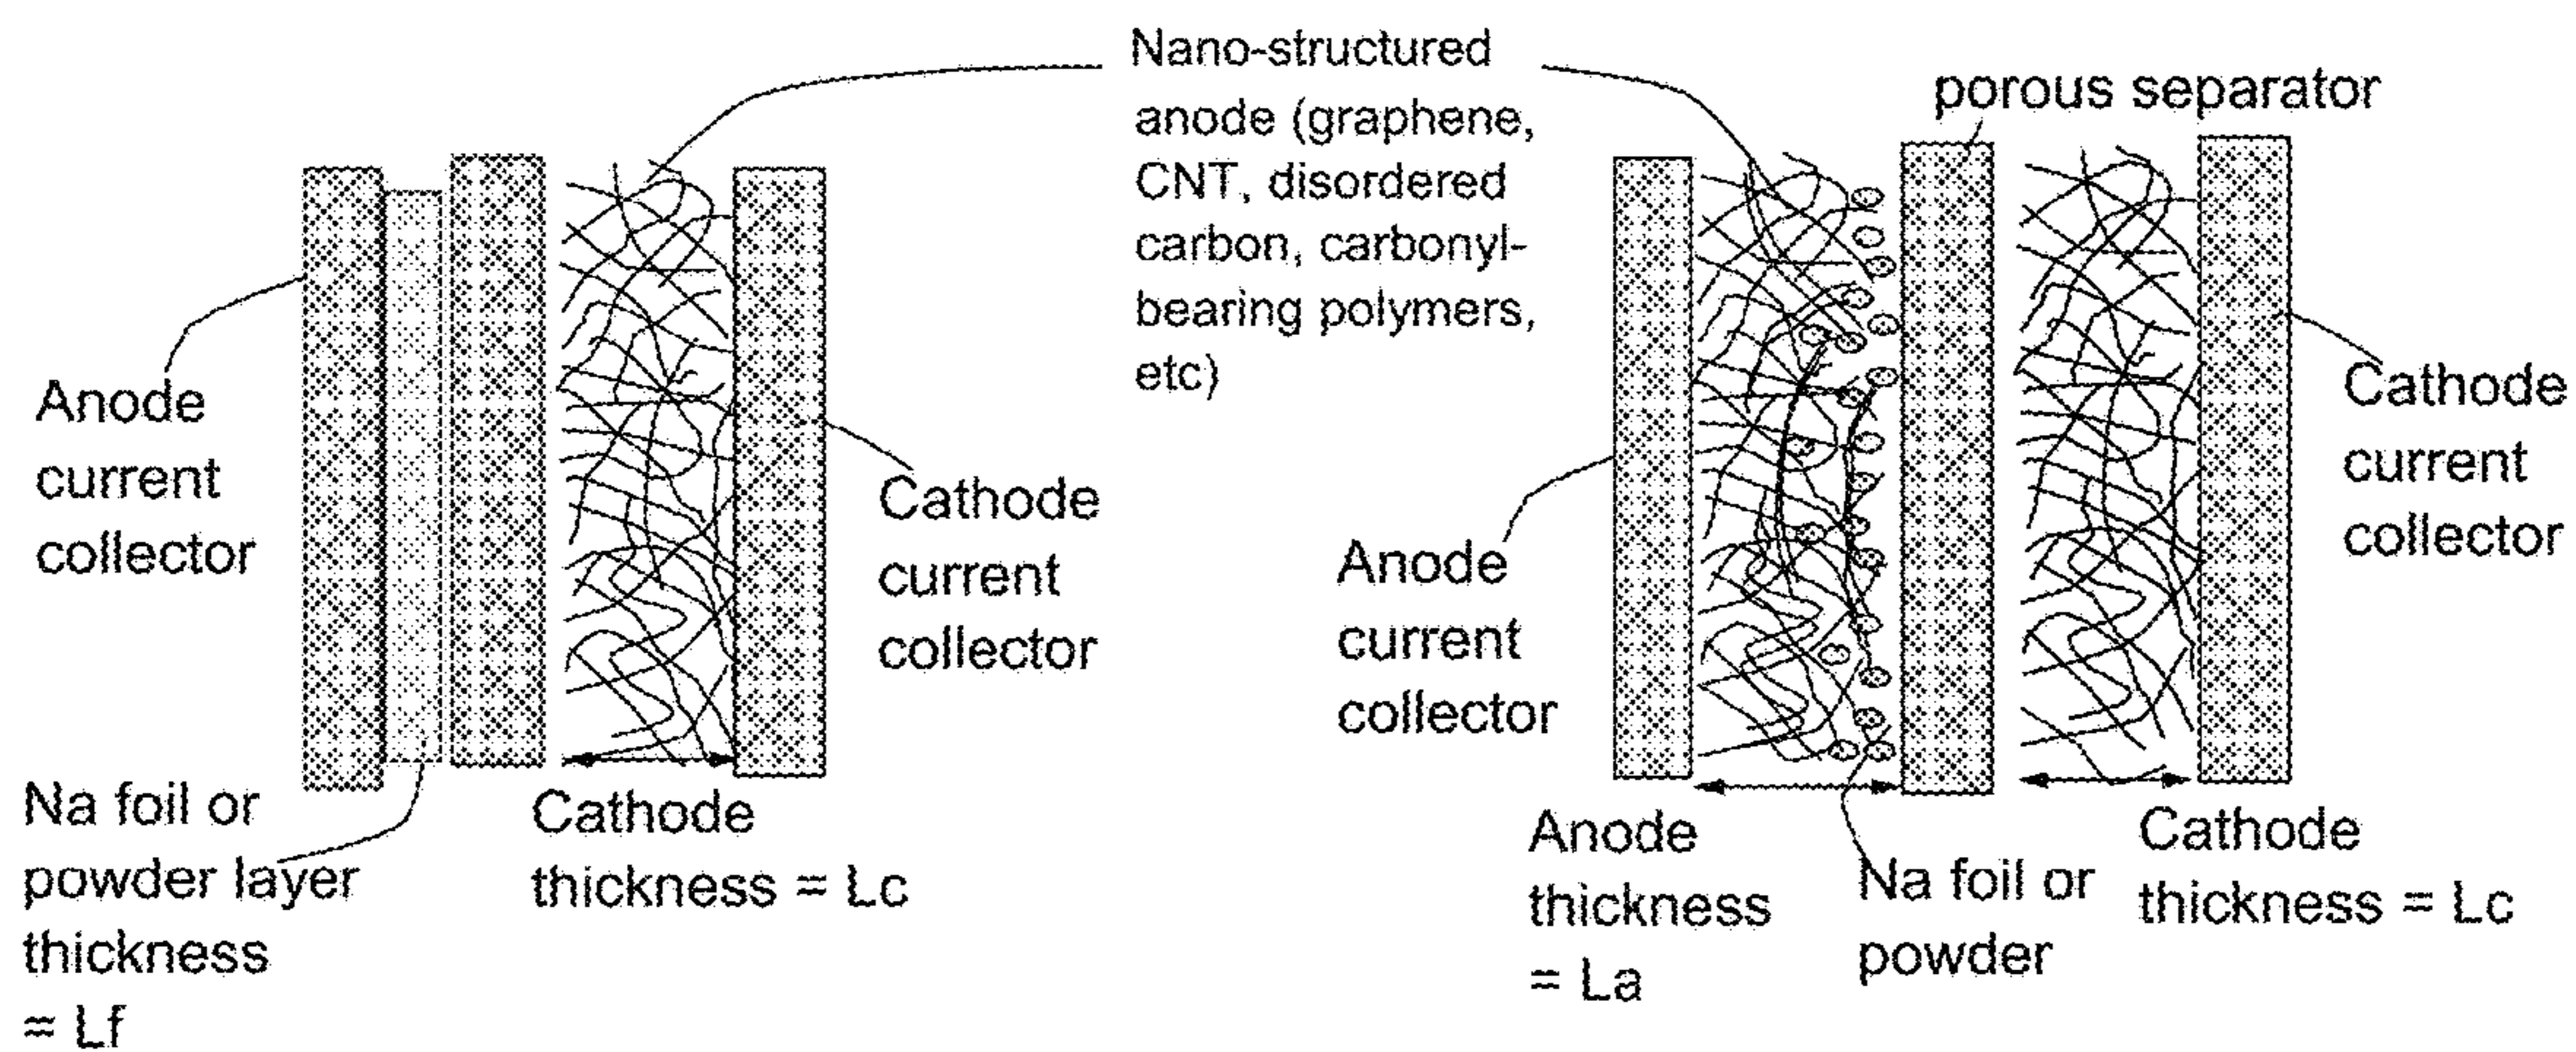 Nano-structured
anode (graphene,
CNT, disordered
carbon, carbonyl-
bearing polymers,
etc)
porous separator
Anode
current
collector
Cathode
current
collector
Na foil or
powder layer
thickness
= Lf
Cathode
thickness = Lc
Anode
current
collector
Cathode
current
collector
Anode
thickness
= La
Na foil or
powder
Cathode
thickness = Lc